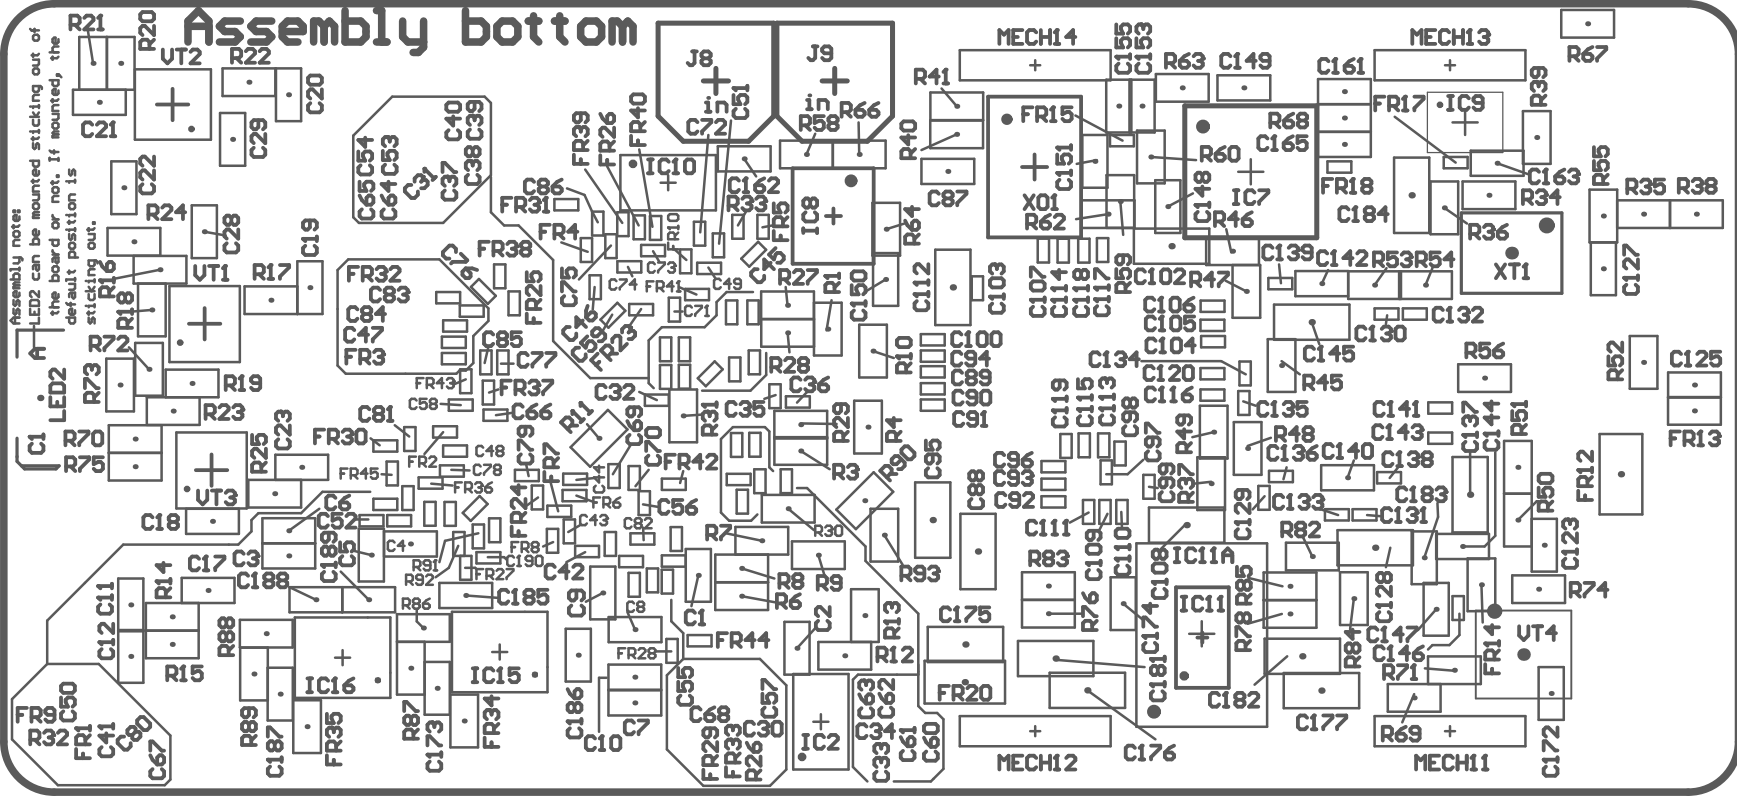 Assembly bottom
Assembly note:
LED2 can be mounted sticking out of
the board or not. If mounted, the
default position is
sticking out.
R21
R20
VT2
R22
C20
C21
C29
C22
R24
C28
C19
R16
VT1
R17
R18
R72
R73
R19
R23
A
LED2
C1
R70
R75
R25
C23
VT3
C18
C65 C54
C64 C53
C31
C37
C40
C38 C39
J8
in
J9
in
C51
C72
R58
R66
FR39
FR26
FR40
IC10
C86
FR31
FR4
FR38
C76
FR32
C83
C84
C47
FR3
C85
C77
FR25
C75
C46
C59
FR23
R10
C73
C74
FR41
C71
C49
C162
R33
FR5
C45
R27
R1
R28
IC8
R64
C150
R10
FR43
FR37
C58
C66
C81
FR30
FR2
C48
C78
FR45
FR36
C79
FR7
R11
C69
C70
C44
FR6
FR42
C56
C32
R31
C35
C36
R29
R4
R3
R90
C95
R30
R93
FR24
C43
C82
FR8
C42
C190
FR27
R91
R92
C6
C52
C3
C189
C5
C4
C188
C17
R14
C11
C12
R15
R88
R86
C185
IC16
IC15
R89
C187
FR35
R87
C173
FR34
FR9
R32
C50
FR1
C41
C80
C67
C9
C8
C1
R7
R8
R6
R9
C2
R13
R12
FR44
FR28
C186
C10
C7
C55
C68
C57
C30
FR29
FR33
R26
IC2
C63
C62
C34
C33
C61
C60
C175
FR20
MECH14
R41
R40
C87
XO1
FR15
C151
R62
C155
C153
R63
C149
R60
C148
R46
IC7
R68
C165
C161
MECH13
FR17
IC9
R39
R67
FR18
C184
C163
R34
R36
R55
R35
R38
XT1
C127
C112
C103
C107
C114
C118
C117
R59
C102
R47
C139
C142
R53
R54
C106
C105
C104
C130
C132
C145
C100
C94
C89
C90
C91
C134
C120
C116
R45
C135
R56
R52
C125
FR13
C119
C115
C113
C98
C97
R49
R48
C141
C143
C137
C144
R51
C96
C93
C92
C88
C99
R37
C136
C140
C138
C129
C133
C131
C183
R50
FR12
C111
C109
C110
C108
IC11A
R82
C123
R83
R76
C174
IC11
R85
R78
R84
C128
R74
C147
C146
FR14
VT4
R71
C181
C182
C177
C176
R69
C172
MECH12
MECH11